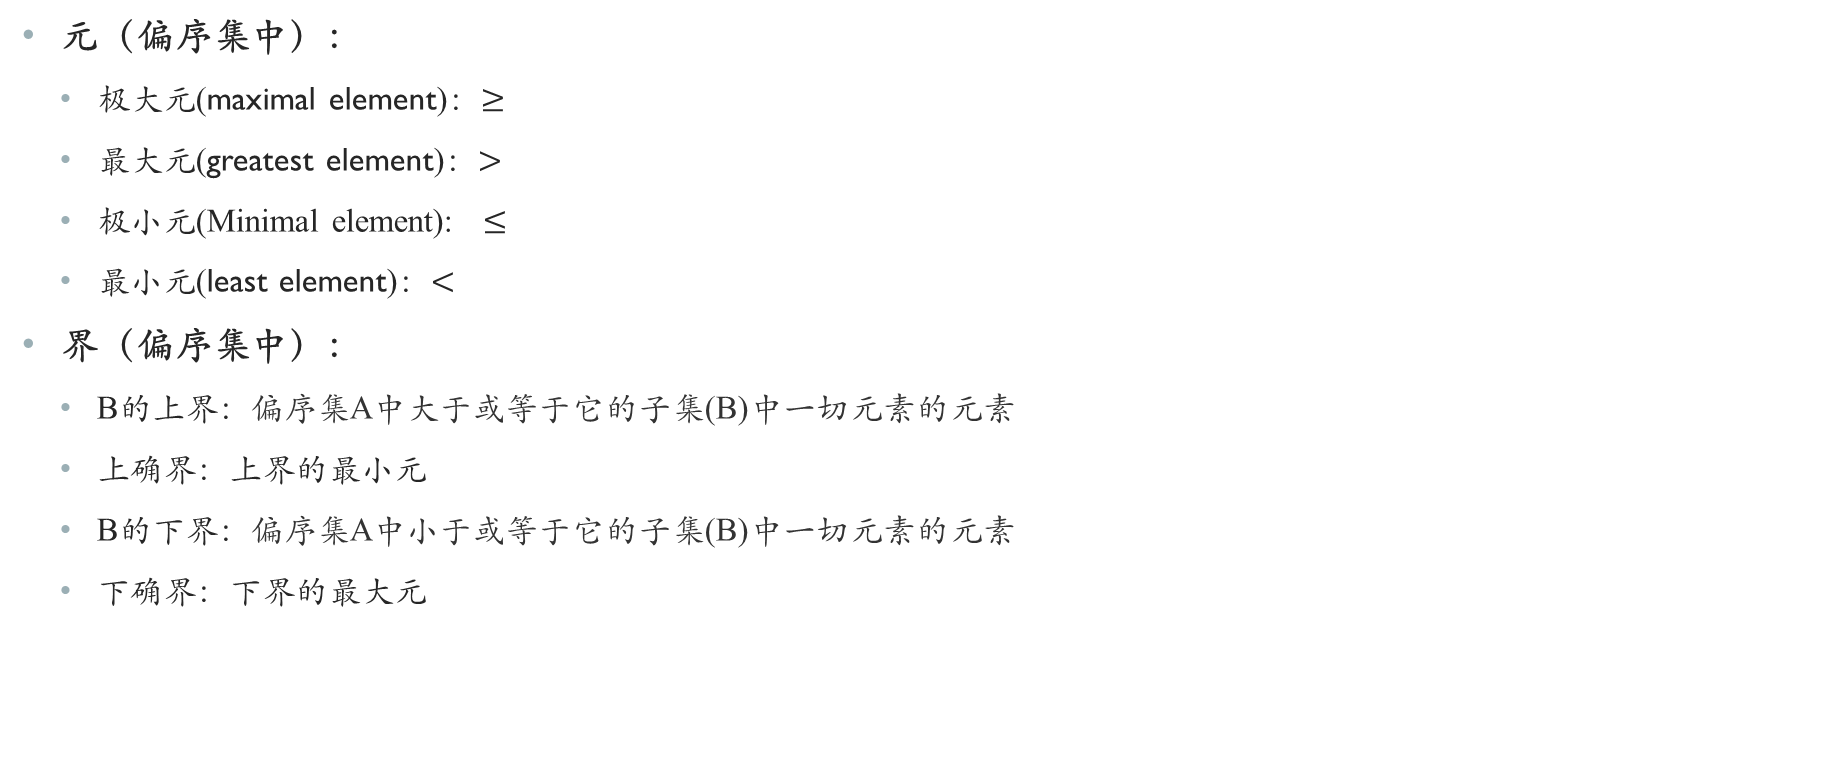 • 元（偏序集中）：
• 极大元(maximal element)：≥
• 最大元(greatest element)：>
• 极小元(Minimal element)： ≤
• 最小元(least element)：<
• 界（偏序集中）：
• B的上界：偏序集A中大于或等于它的子集(B)中一切元素的元素
• 上确界：上界的最小元
• B的下界：偏序集A中小于或等于它的子集(B)中一切元素的元素
• 下确界：下界的最大元